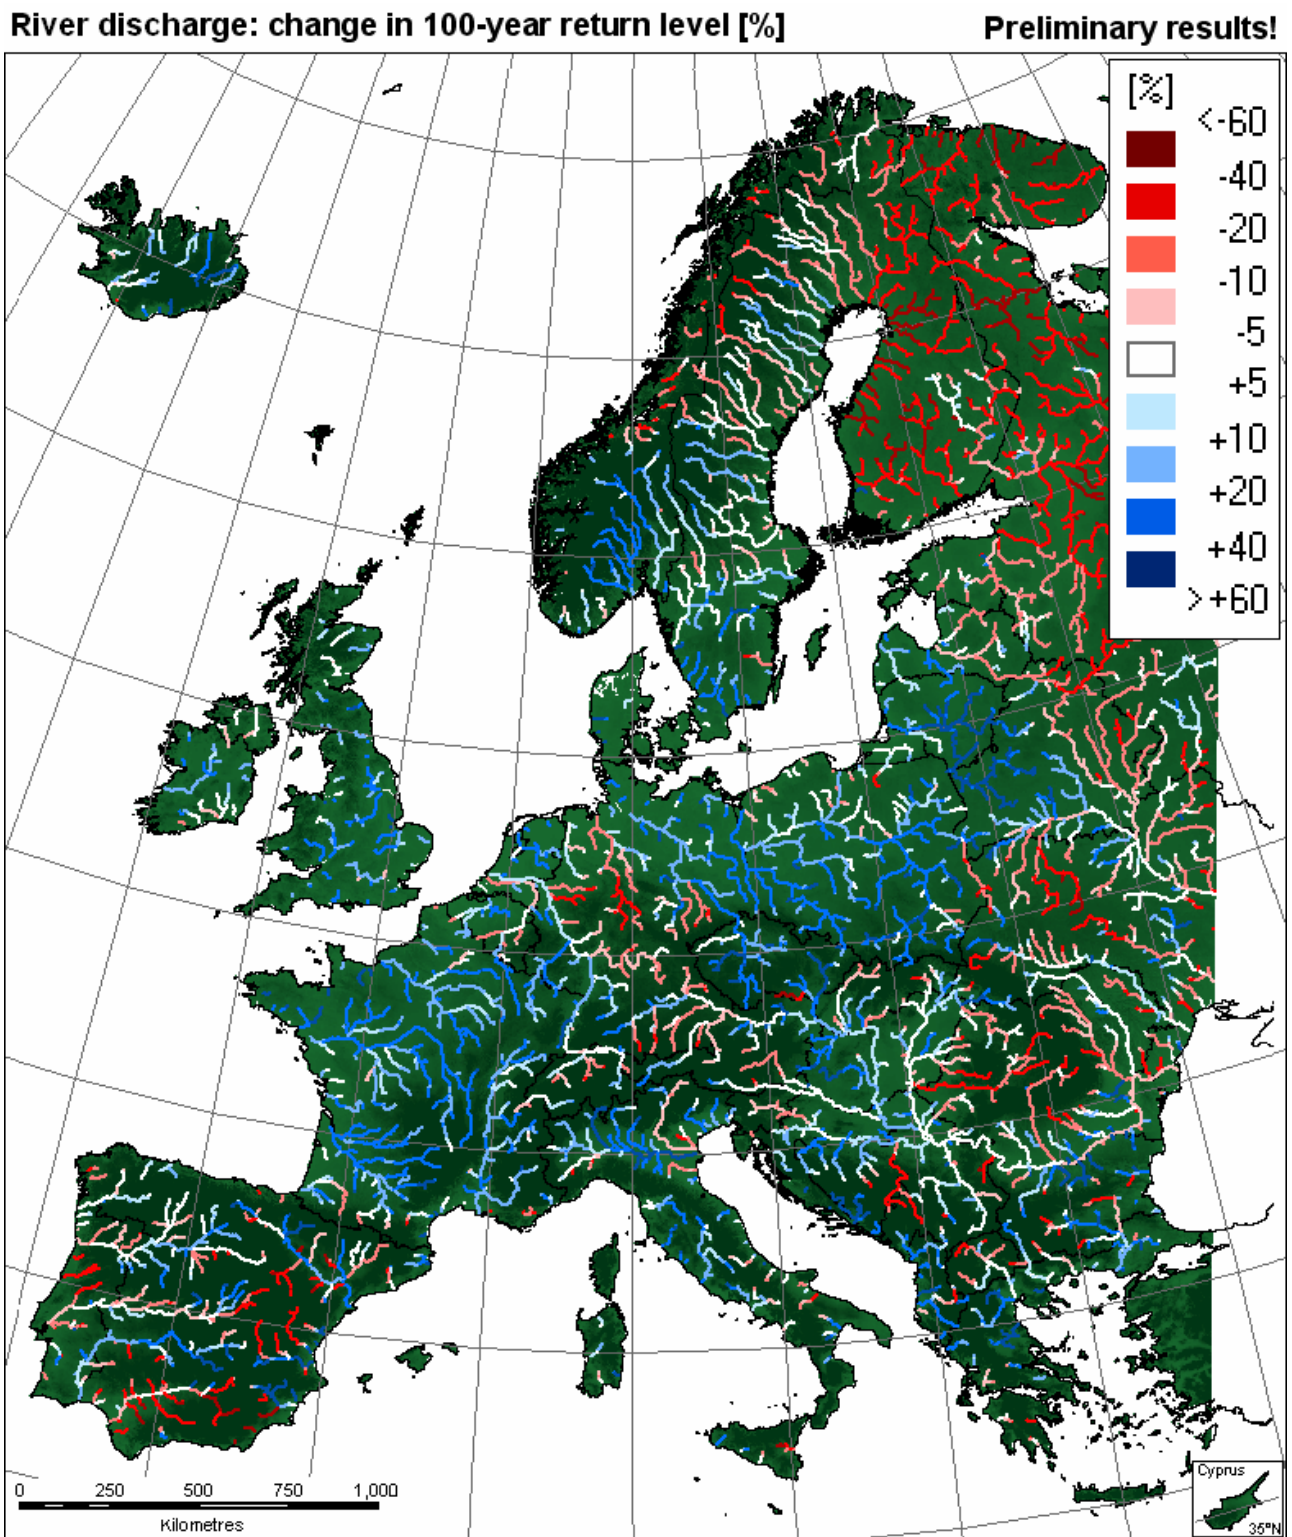 River discharge: change in 100-year return level [%]
Preliminary results!
[%]
<-60
-40
-20
-10
-5
+5
+10
+20
+40
>+60
0 250 500 750 1,000
Kilometres
Cyprus
35°N